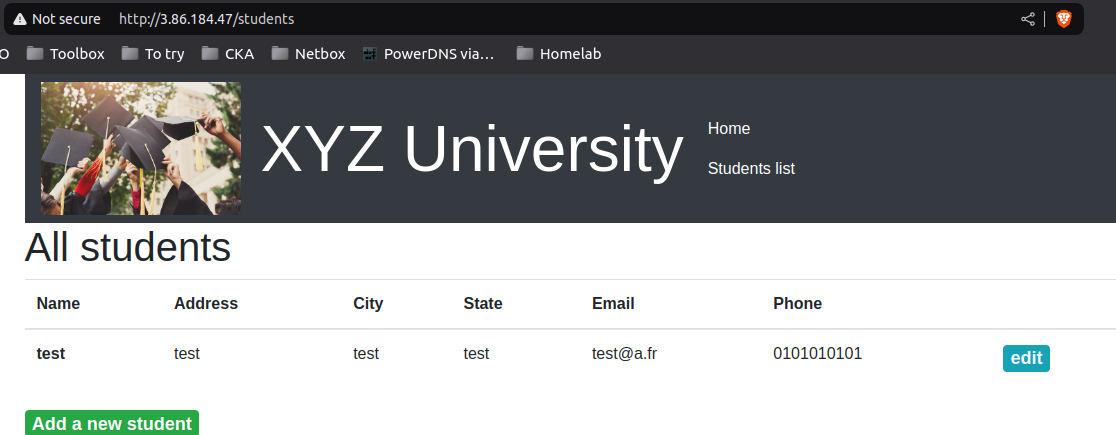 Not secure http://3.86.184.47/students
O Toolbox To try CKA Netbox PowerDNS via… Homelab
XYZ University
Home
Students list
All students
Name Address City State Email Phone
test test test test test@a.fr 0101010101 edit
Add a new student